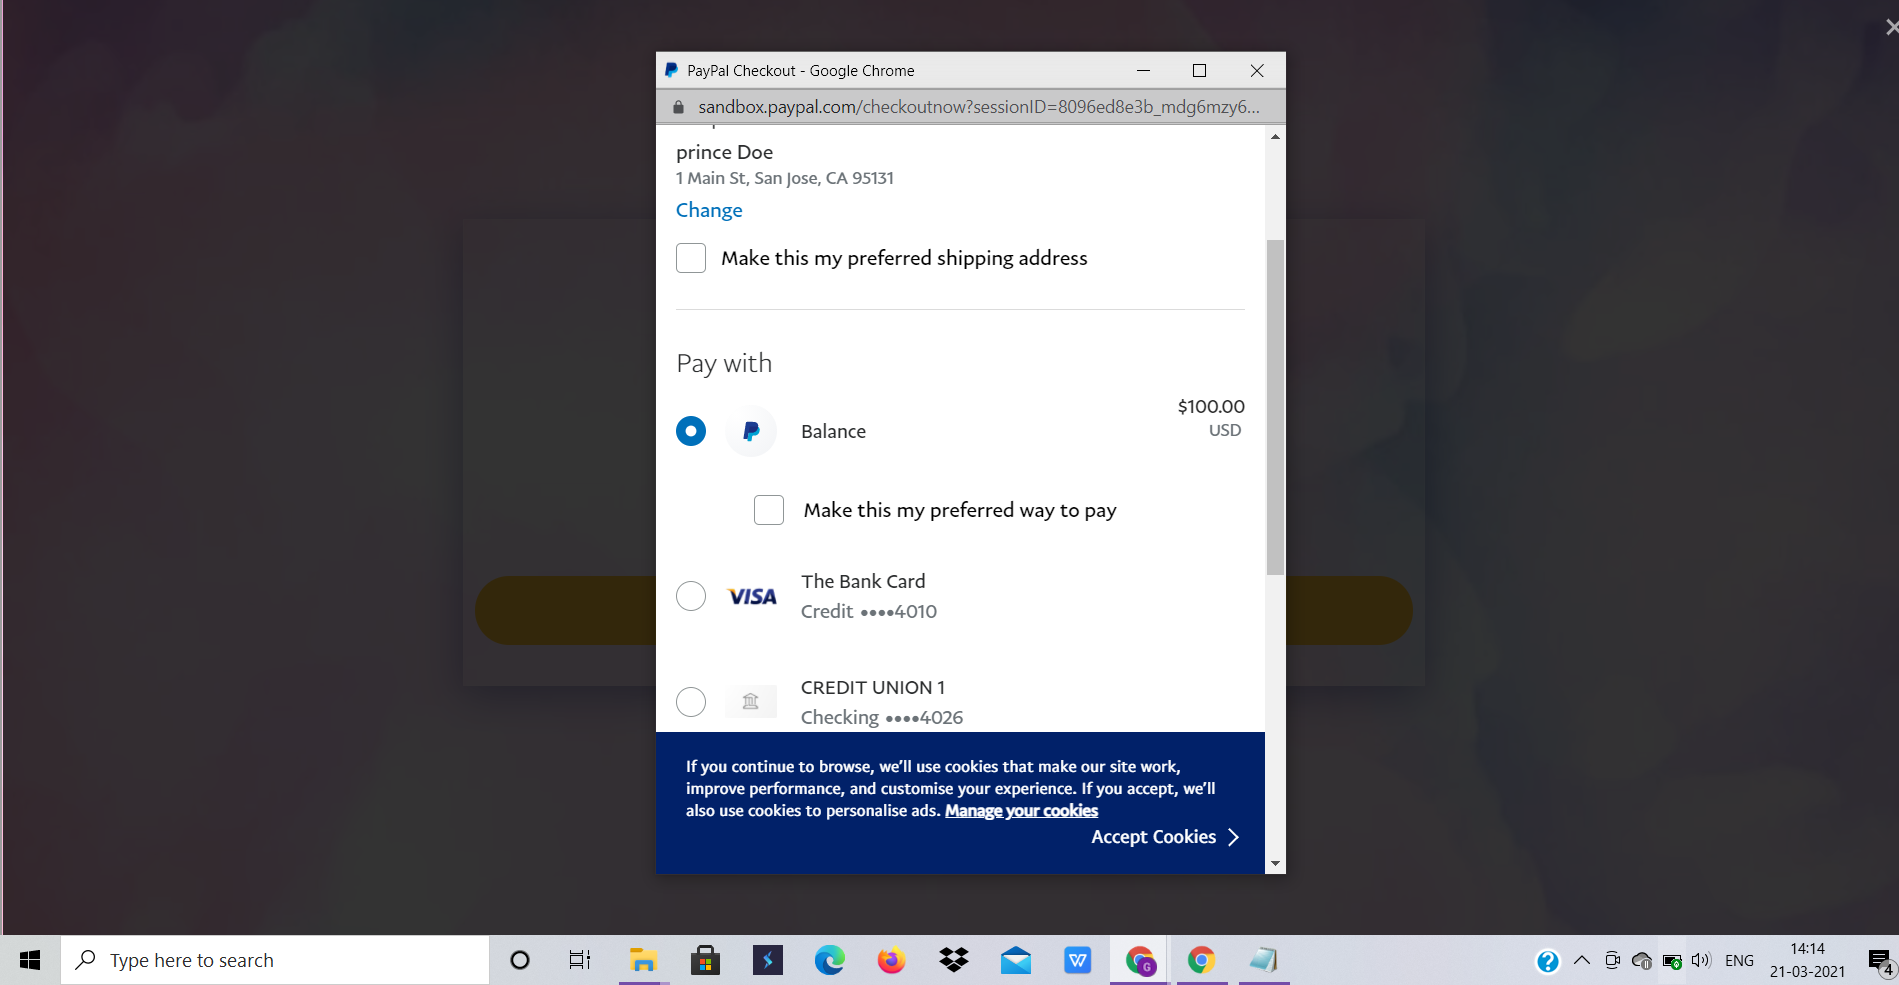 PayPal Checkout - Google Chrome
sandbox.paypal.com/checkoutnow?sessionID=8096ed8e3b_mdg6mzy6...
prince Doe
1 Main St, San Jose, CA 95131
Change
Make this my preferred shipping address
Pay with
$100.00
Balance
USD
Make this my preferred way to pay
VISA
The Bank Card
Credit ••••4010
CREDIT UNION 1
Checking ••••4026
If you continue to browse, we'll use cookies that make our site work,
improve performance, and customise your experience. If you accept, we'll
also use cookies to personalise ads. Manage your cookies
Accept Cookies
Type here to search
W
G
ENG
14:14
21-03-2021
4